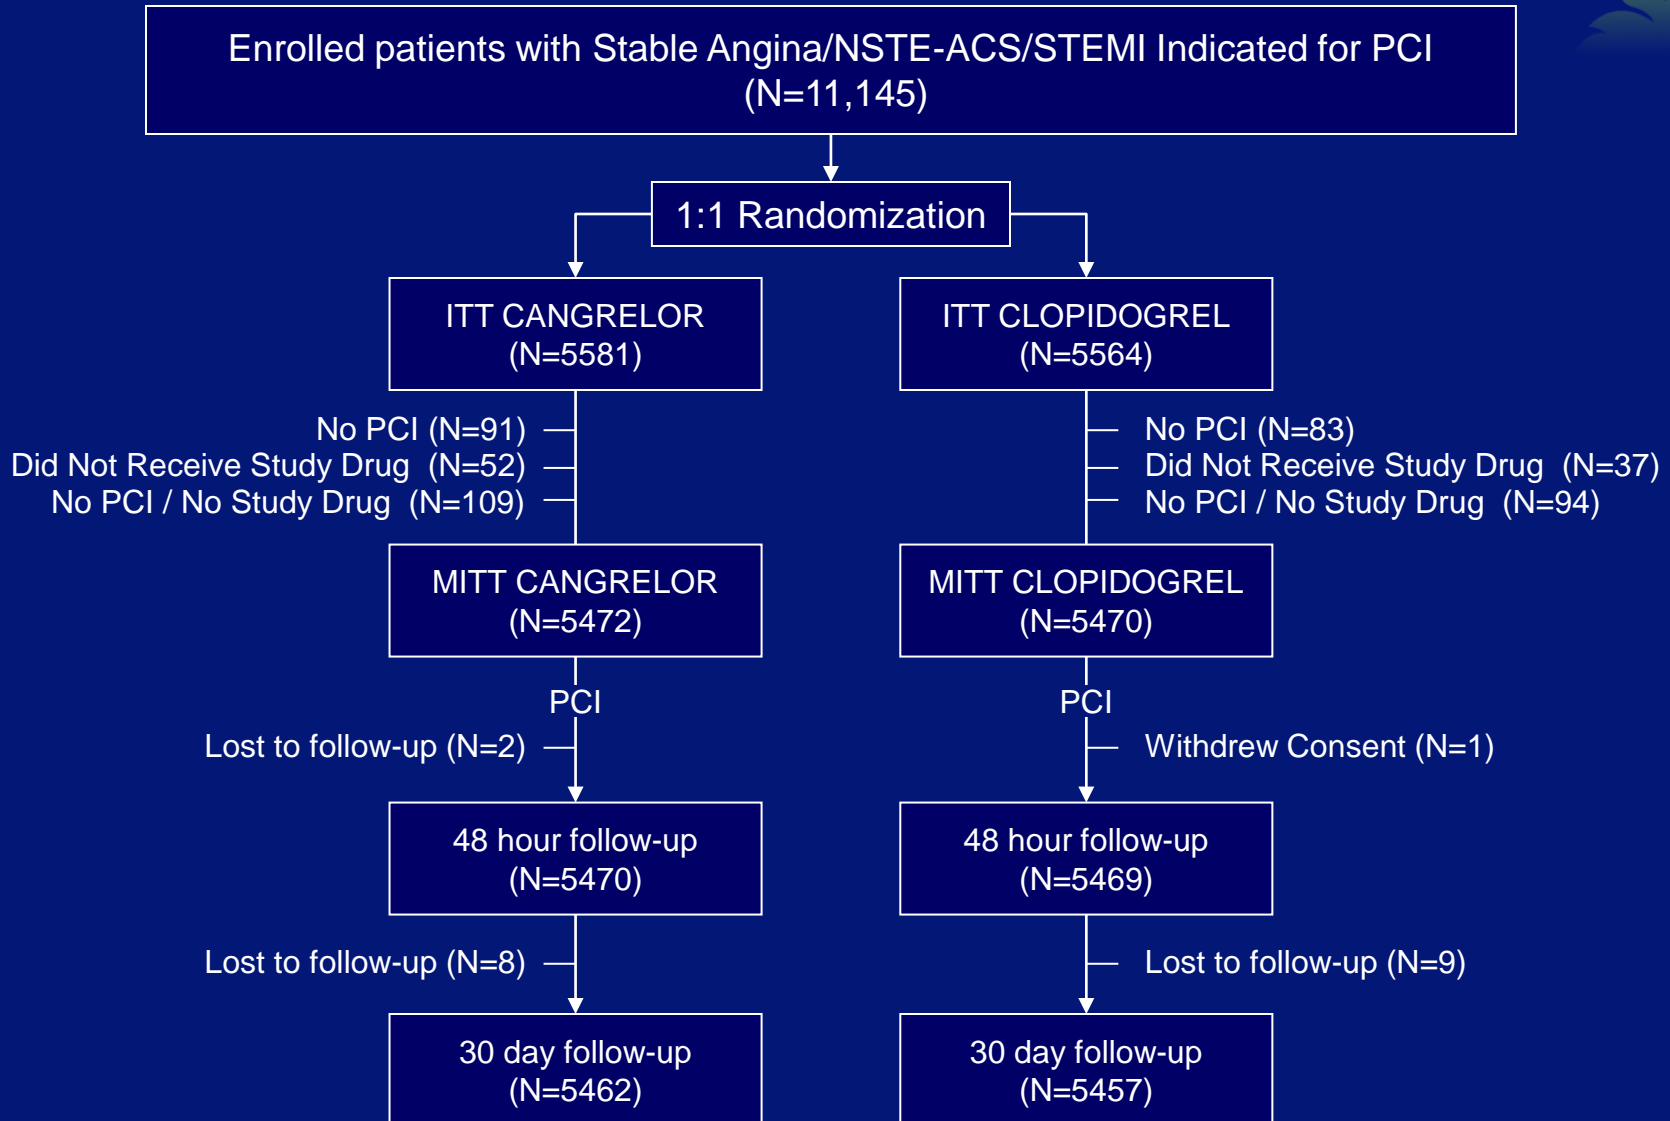 Enrolled patients with Stable Angina/NSTE-ACS/STEMI Indicated for PCI
(N=11,145)
1:1 Randomization
ITT CANGRELOR
(N=5581)
ITT CLOPIDOGREL
(N=5564)
No PCI (N=91)
Did Not Receive Study Drug (N=52)
No PCI / No Study Drug (N=109)
No PCI (N=83)
Did Not Receive Study Drug (N=37)
No PCI / No Study Drug (N=94)
MITT CANGRELOR
(N=5472)
MITT CLOPIDOGREL
(N=5470)
PCI
PCI
Lost to follow-up (N=2)
Withdrew Consent (N=1)
48 hour follow-up
(N=5470)
48 hour follow-up
(N=5469)
Lost to follow-up (N=8)
Lost to follow-up (N=9)
30 day follow-up
(N=5462)
30 day follow-up
(N=5457)